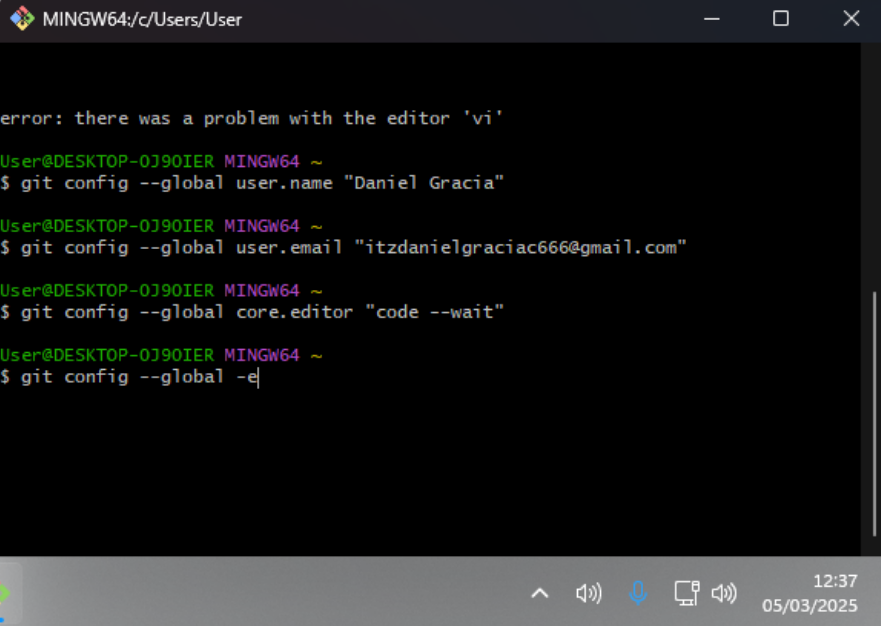 MINGW64:/c/Users/User
error: there was a problem with the editor 'vi'
User@DESKTOP-OJ9OIER MINGW64 ~
$ git config --global user.name "Daniel Gracia"
User@DESKTOP-OJ9OIER MINGW64 ~
$ git config --global user.email "itzdanielgraciac666@gmail.com"
User@DESKTOP-OJ9OIER MINGW64 ~
$ git config --global core.editor "code --wait"
User@DESKTOP-OJ9OIER MINGW64 ~
$ git config --global -e
12:37
05/03/2025